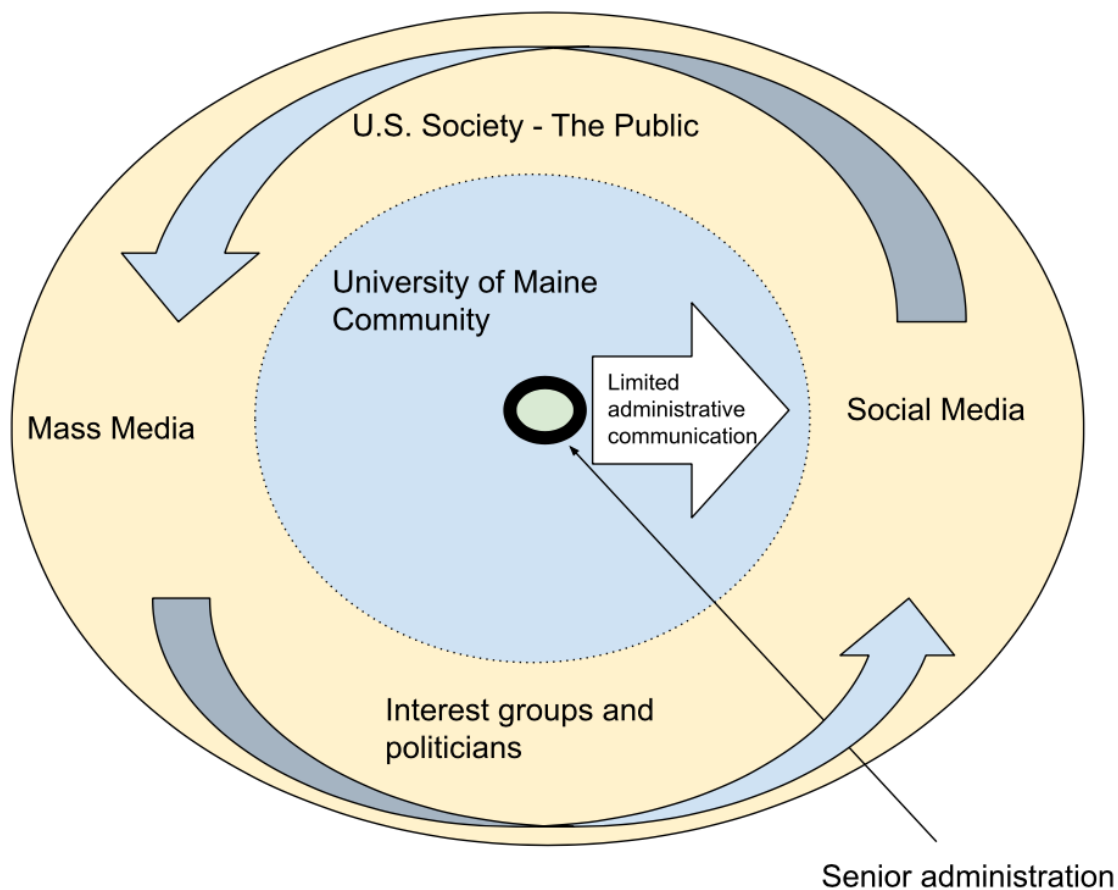 U.S. Society - The Public
University of Maine
Community
Limited
administrative
communication
Social Media
Mass Media
Interest groups and
politicians
Senior administration